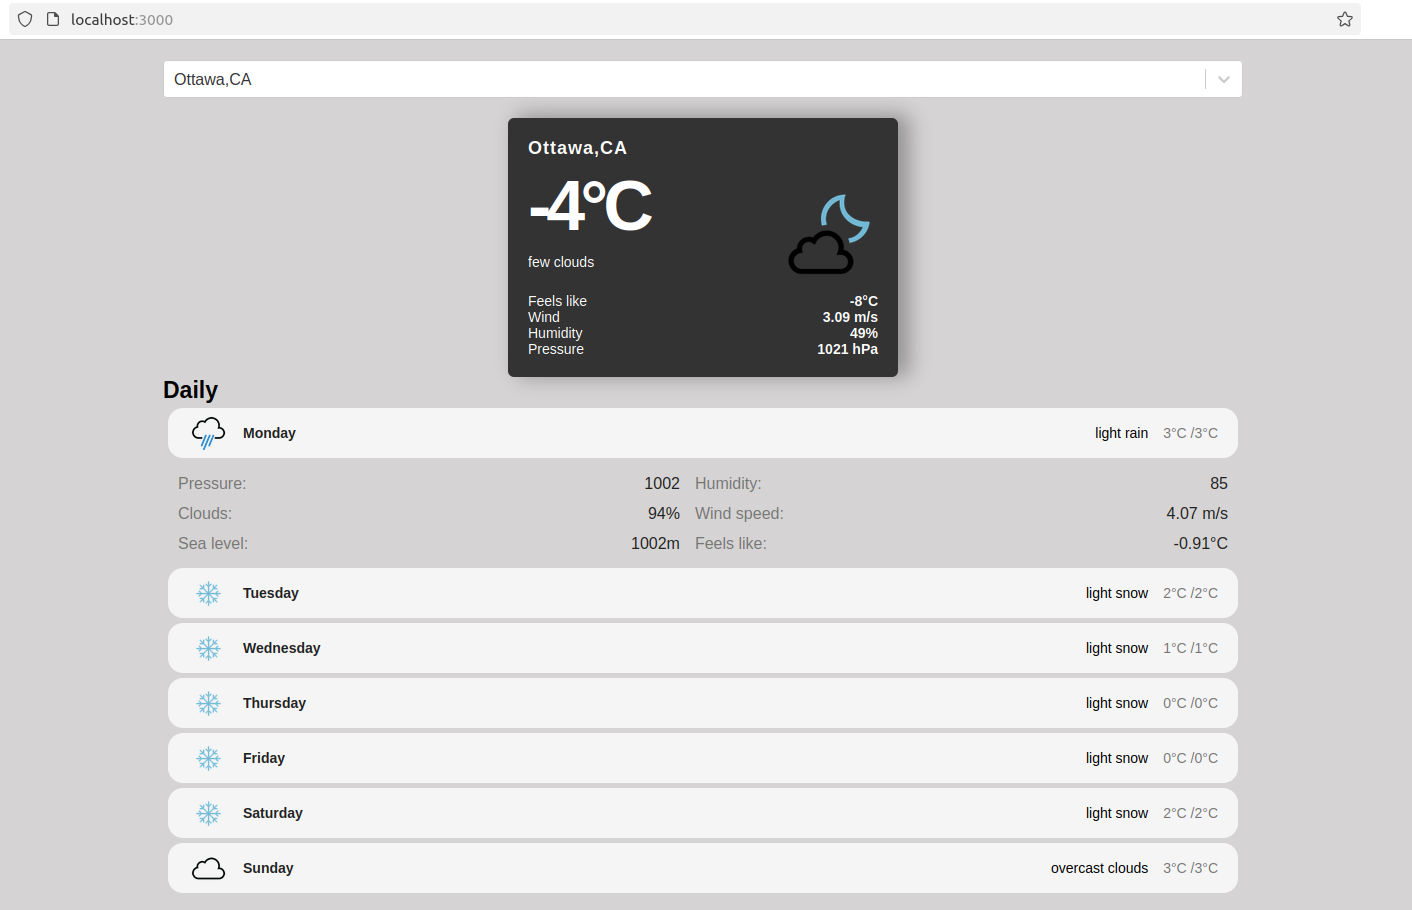 localhost:3000
Ottawa,CA
Ottawa,CA
-4°C
few clouds
Feels like -8°C
Wind 3.09 m/s
Humidity 49%
Pressure 1021 hPa
Daily
Monday light rain 3°C /3°C
Pressure: 1002 Humidity: 85
Clouds: 94% Wind speed: 4.07 m/s
Sea level: 1002m Feels like: -0.91°C
Tuesday light snow 2°C /2°C
Wednesday light snow 1°C /1°C
Thursday light snow 0°C /0°C
Friday light snow 0°C /0°C
Saturday light snow 2°C /2°C
Sunday overcast clouds 3°C /3°C